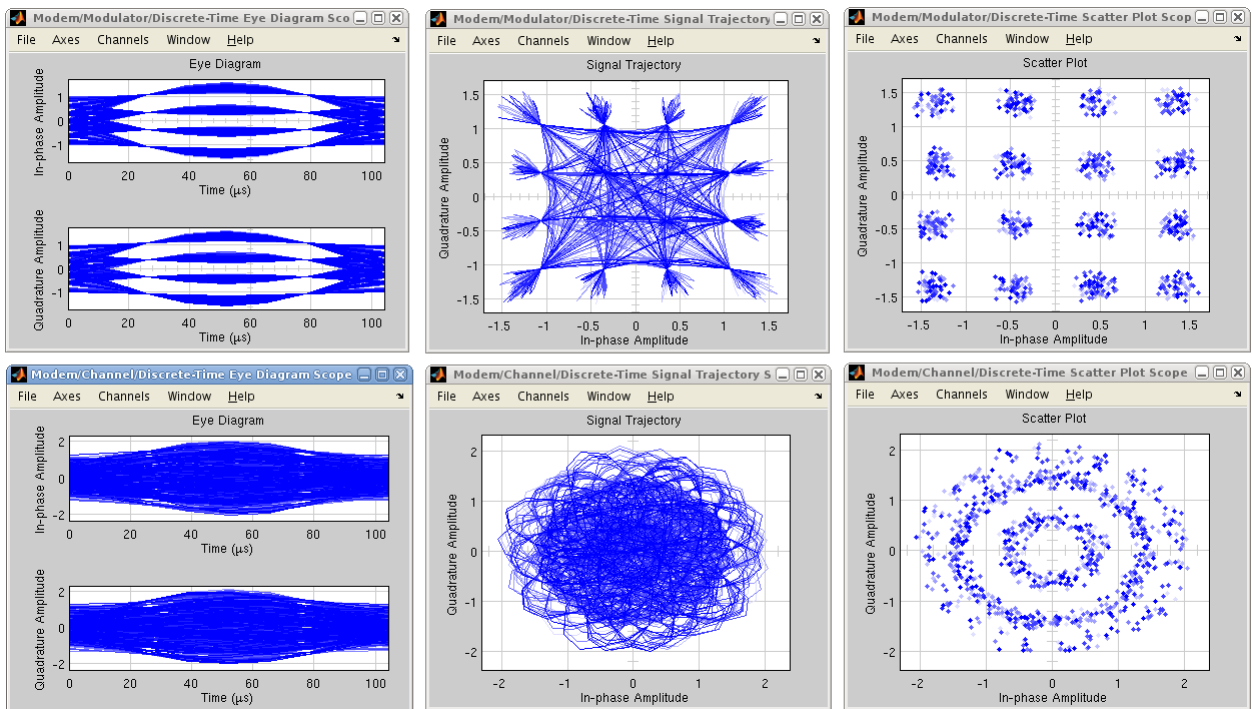 Modem/Modulator/Discrete-Time Eye Diagram Sco
File Axes Channels Window Help
Eye Diagram
In-phase Amplitude
1
0
-1
0 20 40 60 80 100
Time (μs)
Quadrature Amplitude
1
0
-1
0 20 40 60 80 100
Time (μs)
Modem/Modulator/Discrete-Time Signal Trajectory
File Axes Channels Window Help
Signal Trajectory
Quadrature Amplitude
1.5
1
0.5
0
-0.5
-1
-1.5
-1.5 -1 -0.5 0 0.5 1 1.5
In-phase Amplitude
Modem/Modulator/Discrete-Time Scatter Plot Scop
File Axes Channels Window Help
Scatter Plot
Quadrature Amplitude
1.5
1
0.5
0
-0.5
-1
-1.5
-1.5 -1 -0.5 0 0.5 1 1.5
In-phase Amplitude
Modem/Channel/Discrete-Time Eye Diagram Scope
File Axes Channels Window Help
Eye Diagram
In-phase Amplitude
2
0
-2
0 20 40 60 80 100
Time (μs)
Quadrature Amplitude
2
0
-2
0 20 40 60 80 100
Time (μs)
Modem/Channel/Discrete-Time Signal Trajectory S
File Axes Channels Window Help
Signal Trajectory
Quadrature Amplitude
2
1
0
-1
-2
-2 -1 0 1 2
In-phase Amplitude
Modem/Channel/Discrete-Time Scatter Plot Scope
File Axes Channels Window Help
Scatter Plot
Quadrature Amplitude
2
1
0
-1
-2
-2 -1 0 1 2
In-phase Amplitude